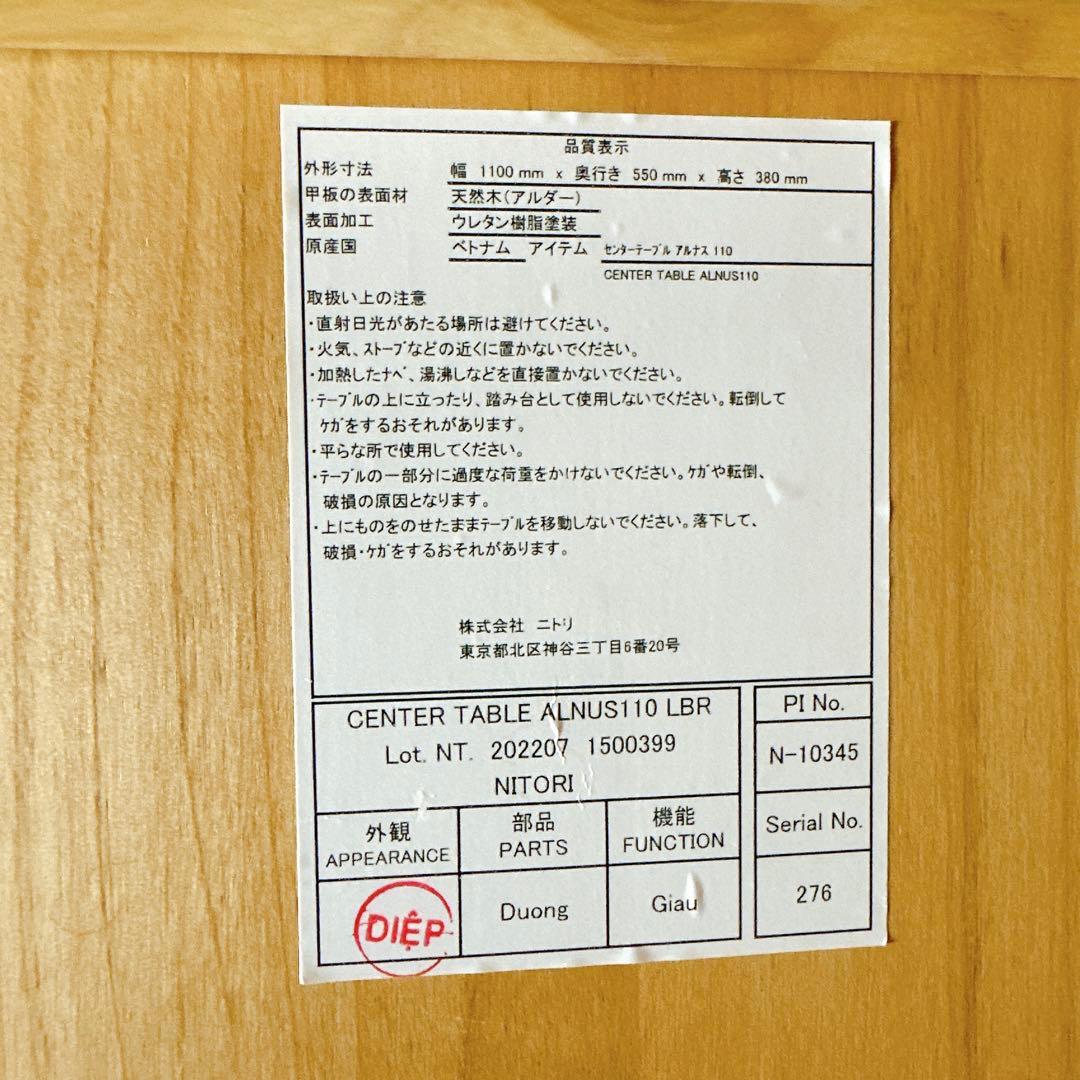 品質表示
外形寸法 幅 1100 mm x 奥行き 550 mm x 高さ 380 mm
甲板の表面材 天然木(アルダー)
表面加工 ウレタン樹脂塗装
原産国 ベトナム アイテム ｾﾝﾀｰﾃｰﾌﾞﾙ ｱﾙﾅｽ 110
CENTER TABLE ALNUS110
取扱い上の注意
・直射日光があたる場所は避けてください。
・火気、ｽﾄｰﾌﾞなどの近くに置かないでください。
・加熱したﾅﾍﾞ、湯沸しなどを直接置かないでください。
・ﾃｰﾌﾞﾙの上に立ったり、踏み台として使用しないでください。転倒して
ｹｶﾞをするおそれがあります。
・平らな所で使用してください。
・ﾃｰﾌﾞﾙの一部分に過度な荷重をかけないでください。ｹｶﾞや転倒、
破損の原因となります。
・上にものをのせたままﾃｰﾌﾞﾙを移動しないでください。落下して、
破損・ｹｶﾞをするおそれがあります。
株式会社 ニトリ
東京都北区神谷三丁目6番20号
CENTER TABLE ALNUS110 LBR
Lot. NT. 202207 1500399
NITORI
PI No.
N-10345
Serial No.
276
外観 部品 機能
APPEARANCE PARTS FUNCTION
DIỆP Duong Giau